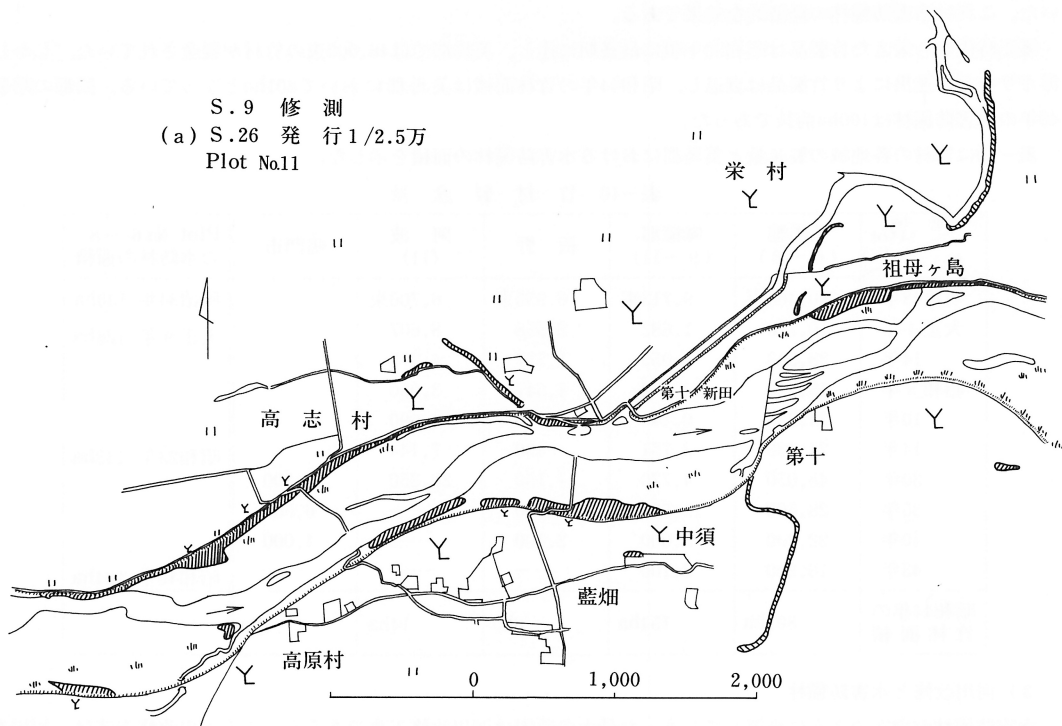 S.9 修 測
(a) S.26 発 行 1/2.5万
Plot No.11
栄 村
祖母ヶ島
第十新田
高 志 村
第十
中須
藍畑
高原村
0 1,000 2,000